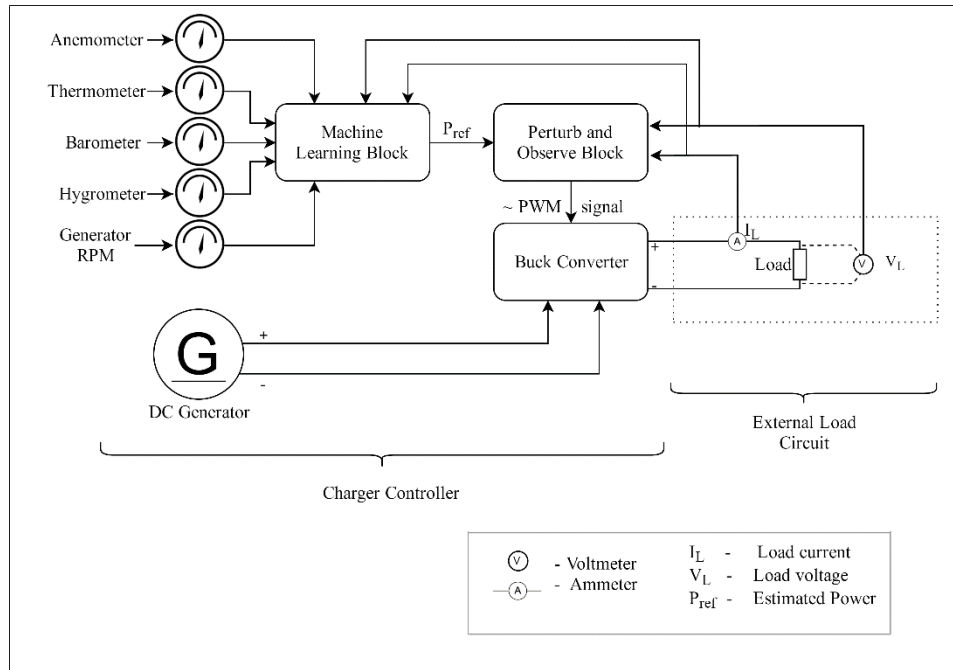 Anemometer
Thermometer
Barometer
Hygrometer
Generator
RPM
Machine
Learning Block
Pref
Perturb and
Observe Block
~ PWM signal
Buck Converter
+
-
IL
A
Load
V
VL
G
+
-
DC Generator
External Load
Circuit
Charger Controller
V - Voltmeter
A - Ammeter
IL - Load current
VL - Load voltage
Pref - Estimated Power